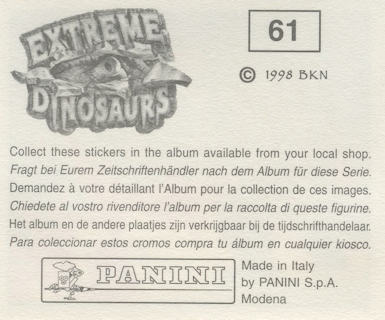 EXTREME
DINOSAURS
61
© 1998 BKN
Collect these stickers in the album available from your local shop.
Fragt bei Eurem Zeitschriftenhändler nach dem Album für diese Serie.
Demandez à votre détaillant l'Album pour la collection de ces images.
Chiedete al vostro rivenditore l'album per la raccolta di queste figurine.
Het album en de andere plaatjes zijn verkrijgbaar bij de tijdschrifthandelaar.
Para coleccionar estos cromos compra tu álbum en cualquier kiosco.
PANINI
Made in Italy
by PANINI S.p.A.
Modena